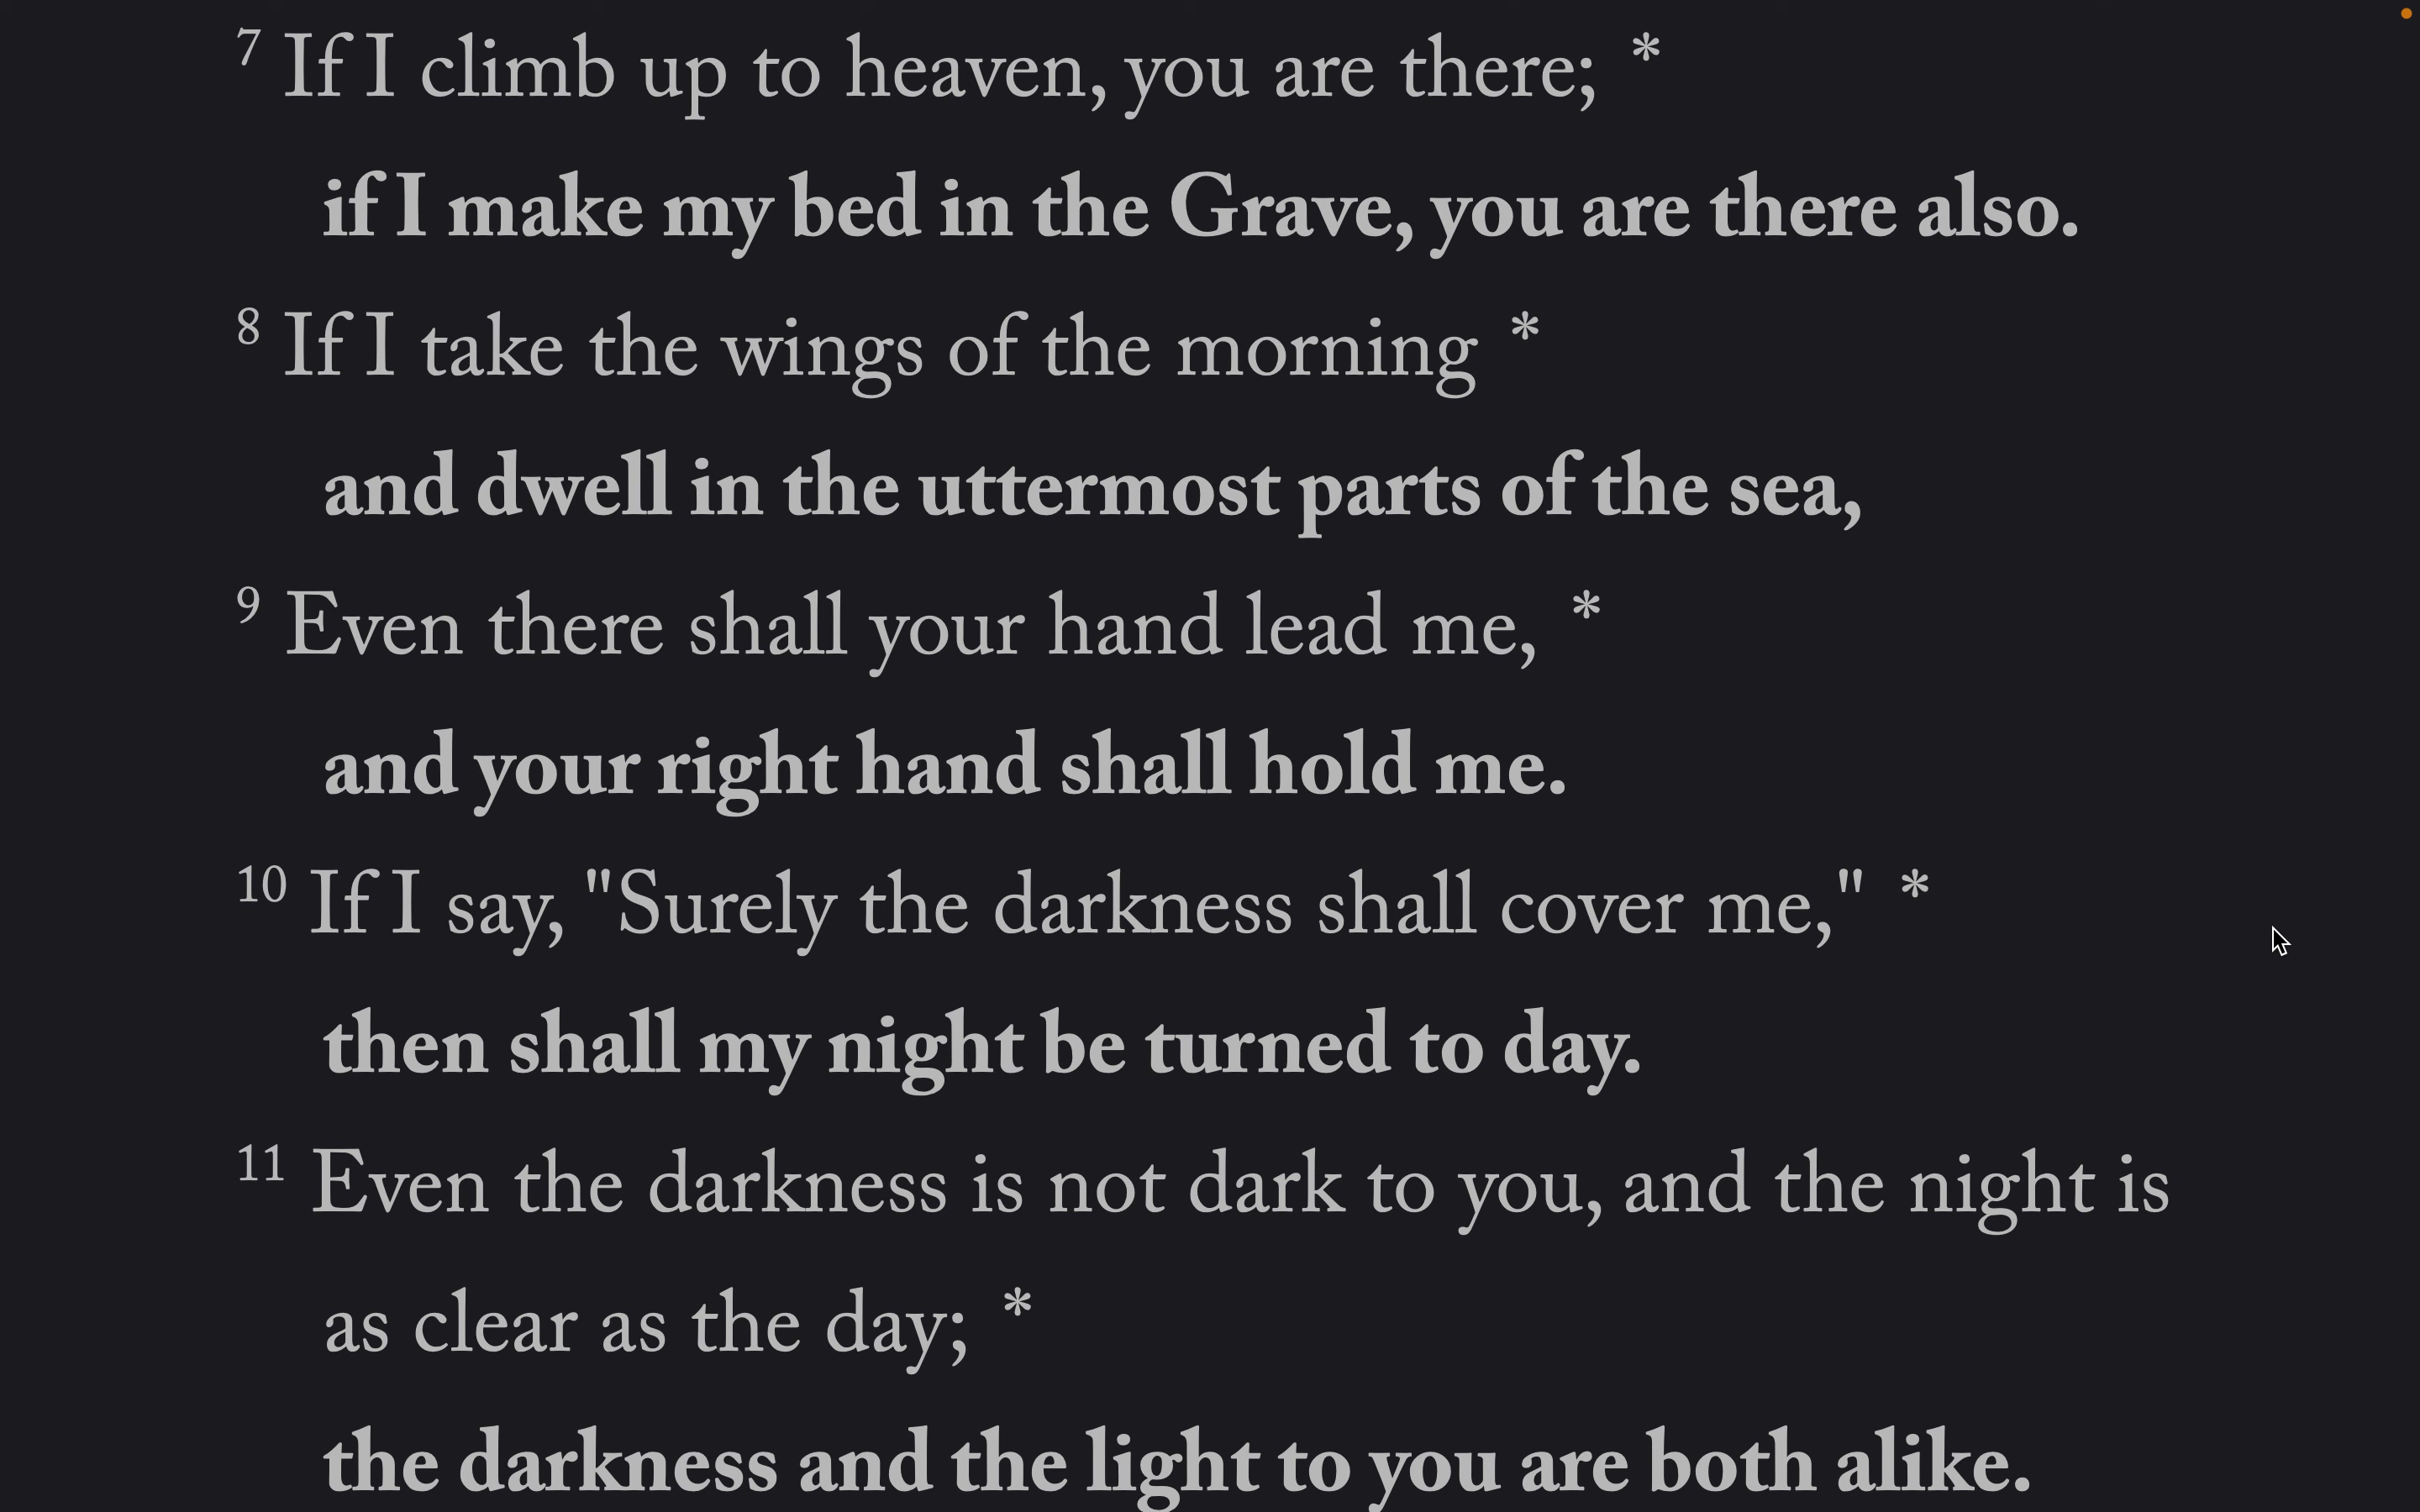 7 If I climb up to heaven, you are there; *
if I make my bed in the Grave, you are there also.
8 If I take the wings of the morning *
and dwell in the uttermost parts of the sea,
9 Even there shall your hand lead me, *
and your right hand shall hold me.
10 If I say, "Surely the darkness shall cover me," *
then shall my night be turned to day.
11 Even the darkness is not dark to you, and the night is
as clear as the day; *
the darkness and the light to you are both alike.